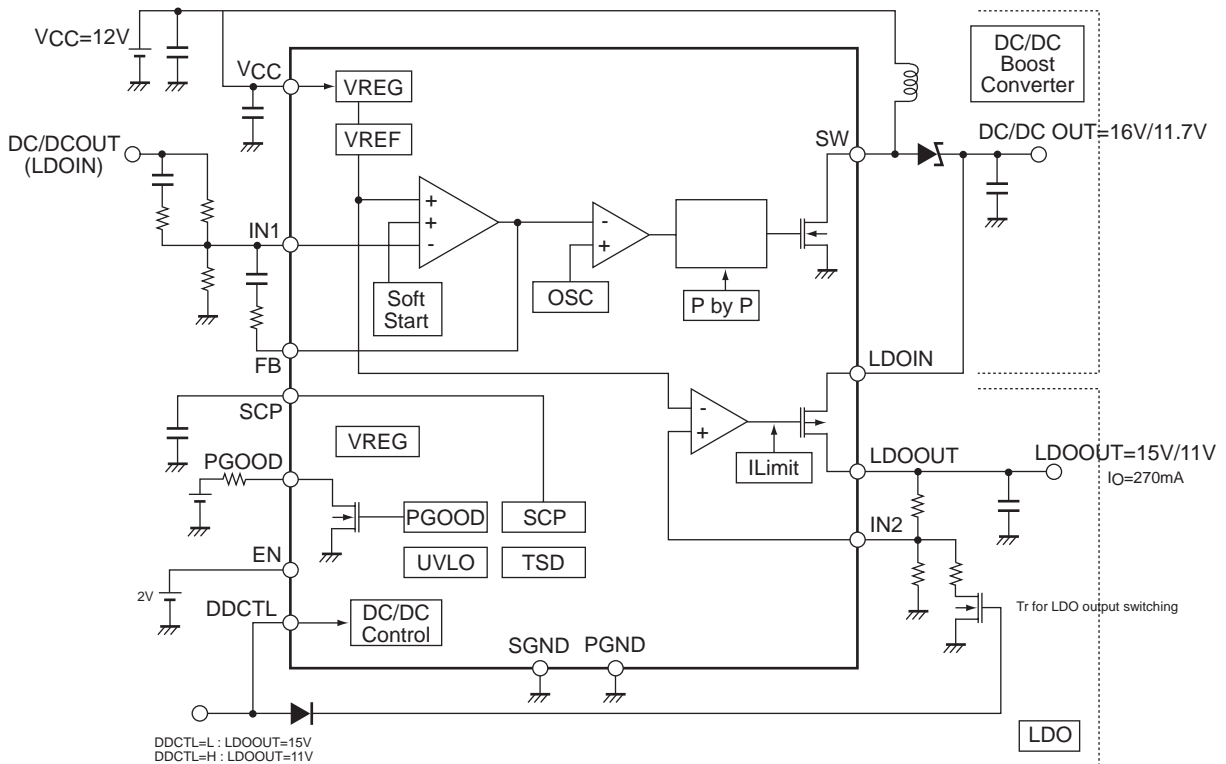 VCC=12V
VCC
DC/DCOUT
(LDOIN)
VREG
VREF
IN1
+
+
-
Soft
Start
FB
-
+
OSC
P by P
SW
DC/DC
Boost
Converter
DC/DC OUT=16V/11.7V
LDOIN
SCP
VREG
-
+
ILimit
LDOOUT
LDOOUT=15V/11V
IO=270mA
PGOOD
PGOOD
SCP
IN2
EN
UVLO
TSD
2V
DDCTL
DC/DC
Control
Tr for LDO output switching
SGND
PGND
LDO
DDCTL=L : LDOOUT=15V
DDCTL=H : LDOOUT=11V